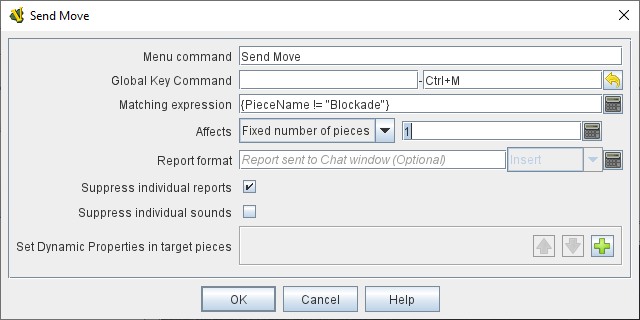 Send Move
Menu command Send Move
Global Key Command - Ctrl+M
Matching expression {PieceName != "Blockade"}
Affects Fixed number of pieces 1
Report format Report sent to Chat window (Optional) Insert
Suppress individual reports
Suppress individual sounds
Set Dynamic Properties in target pieces
OK Cancel Help